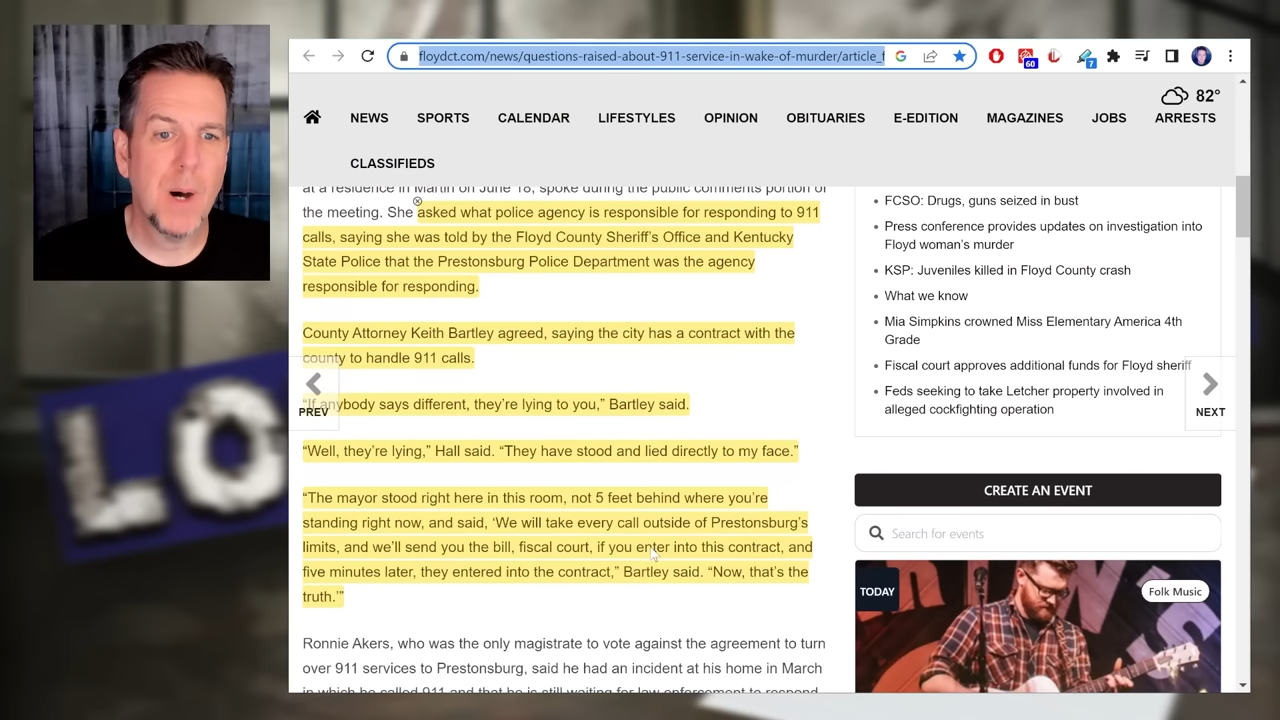 floydct.com/news/questions-raised-about-911-service-in-wake-of-murder/article_f
60
7
82°
NEWS
SPORTS
CALENDAR
LIFESTYLES
OPINION
OBITUARIES
E-EDITION
MAGAZINES
JOBS
ARRESTS
CLASSIFIEDS
at a residence in Martin on June 18, spoke during the public comments portion of
the meeting. She asked what police agency is responsible for responding to 911
calls, saying she was told by the Floyd County Sheriff's Office and Kentucky
State Police that the Prestonsburg Police Department was the agency
responsible for responding.
County Attorney Keith Bartley agreed, saying the city has a contract with the
county to handle 911 calls.
“If anybody says different, they’re lying to you,” Bartley said.
“Well, they’re lying,” Hall said. “They have stood and lied directly to my face.”
“The mayor stood right here in this room, not 5 feet behind where you’re
standing right now, and said, ‘We will take every call outside of Prestonsburg’s
limits, and we’ll send you the bill, fiscal court, if you enter into this contract, and
five minutes later, they entered into the contract,” Bartley said. “Now, that’s the
truth.’”
Ronnie Akers, who was the only magistrate to vote against the agreement to turn
over 911 services to Prestonsburg, said he had an incident at his home in March
in which he called 911 and that he is still waiting for law enforcement to respond
PREV
NEXT
FCSO: Drugs, guns seized in bust
Press conference provides updates on investigation into
Floyd woman's murder
KSP: Juveniles killed in Floyd County crash
What we know
Mia Simpkins crowned Miss Elementary America 4th
Grade
Fiscal court approves additional funds for Floyd sheriff
Feds seeking to take Letcher property involved in
alleged cockfighting operation
CREATE AN EVENT
Search for events
TODAY
Folk Music
LO